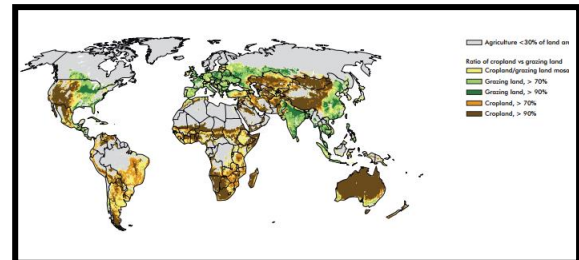 Agriculture <30% of land an
Ratio of cropland vs grazing land
Cropland/grazing land mosa
Grazing land, > 70%
Grazing land, > 90%
Cropland, > 70%
Cropland, > 90%